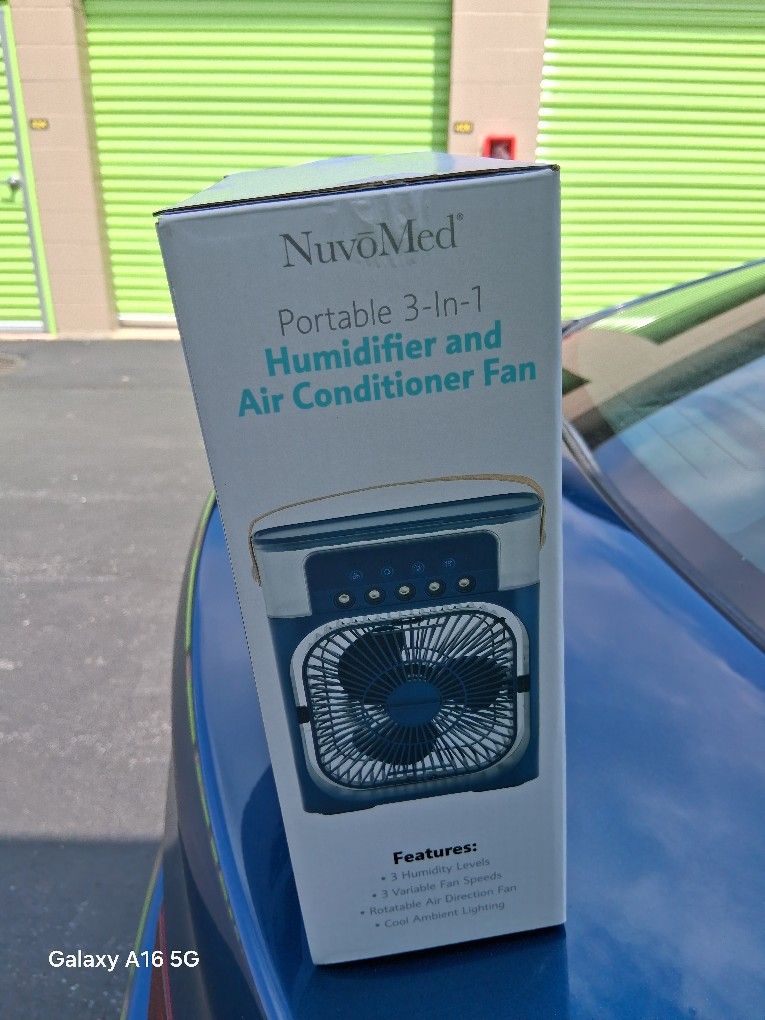 NuvōMed®
Portable 3-In-1
Humidifier and
Air Conditioner Fan
Features:
• 3 Humidity Levels
• 3 Variable Fan Speeds
• Rotatable Air Direction Fan
• Cool Ambient Lighting
Galaxy A16 5G